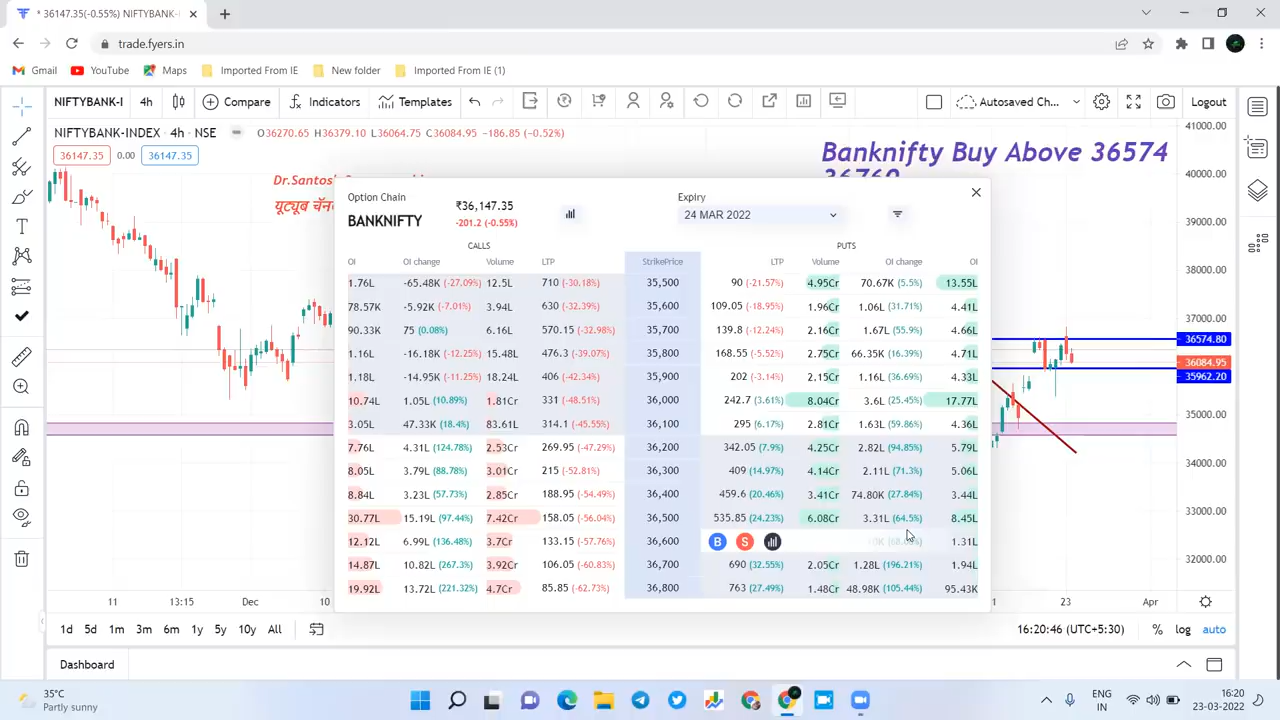 * 36147.35(-0.55%) NIFTYBANK-
trade.fyers.in
Gmail YouTube Maps Imported From IE New folder Imported From IE (1)
NIFTYBANK-I 4h Compare Indicators Templates Autosaved Ch... Logout
NIFTYBANK-INDEX · 4h · NSE O36270.65 H36379.10 L36064.75 C36084.95 −186.85 (−0.52%)
36147.35 0.00 36147.35
Banknifty Buy Above 36574
36760
Dr.Santos
यूट्यूब चॅन
Option Chain
BANKNIFTY
₹36,147.35
-201.2 (-0.55%)
Expiry
24 MAR 2022
CALLS PUTS
OI OI change Volume LTP StrikePrice LTP Volume OI change OI
1.76L -65.48K (-27.09%) 12.5L 710 (-30.18%) 35,500 90 (-21.57%) 4.95Cr 70.67K (5.5%) 13.55L
78.57K -5.92K (-7.01%) 3.94L 630 (-32.39%) 35,600 109.05 (-18.95%) 1.96Cr 1.06L (31.71%) 4.41L
90.33K 75 (0.08%) 6.16L 570.15 (-32.98%) 35,700 139.8 (-12.24%) 2.16Cr 1.67L (55.9%) 4.66L
1.16L -16.18K (-12.25%) 15.48L 476.3 (-39.07%) 35,800 168.55 (-5.52%) 2.75Cr 66.35K (16.39%) 4.71L
1.18L -14.95K (-11.25%) 19.02L 406 (-42.34%) 35,900 202 (-3.14%) 2.15Cr 1.16L (36.69%) 4.33L
10.74L 1.05L (10.89%) 1.81Cr 331 (-48.51%) 36,000 242.7 (3.61%) 8.04Cr 3.6L (25.45%) 17.77L
3.05L 47.33K (18.4%) 83.61L 314.1 (-45.55%) 36,100 295 (6.17%) 2.81Cr 1.63L (59.86%) 4.36L
7.76L 4.31L (124.78%) 2.53Cr 269.95 (-47.29%) 36,200 342.05 (7.9%) 4.25Cr 2.82L (94.85%) 5.79L
8.05L 3.79L (88.78%) 3.01Cr 215 (-52.81%) 36,300 409 (14.97%) 4.14Cr 2.11L (71.3%) 5.06L
8.84L 3.23L (57.73%) 2.85Cr 188.95 (-54.49%) 36,400 459.6 (20.46%) 3.41Cr 74.80K (27.84%) 3.44L
30.77L 15.19L (97.44%) 7.42Cr 158.05 (-56.04%) 36,500 535.85 (24.23%) 6.08Cr 3.31L (64.5%) 8.45L
12.12L 6.99L (136.48%) 3.7Cr 133.15 (-57.76%) 36,600 B S 1.31L
14.87L 10.82L (267.3%) 3.92Cr 106.05 (-60.83%) 36,700 690 (32.55%) 2.05Cr 1.28L (196.21%) 1.94L
19.92L 13.72L (221.32%) 4.7Cr 85.85 (-62.73%) 36,800 763 (27.49%) 1.48Cr 48.98K (105.44%) 95.43K
41000.00
40000.00
39000.00
38000.00
37000.00
36574.80
36084.95
35962.20
35000.00
34000.00
33000.00
32000.00
11 13:15 Dec 10 1 23 Apr
1d 5d 1m 3m 6m 1y 5y 10y All 16:20:46 (UTC+5:30) % log auto
Dashboard
35°C
Partly sunny
ENG
IN
16:20
23-03-2022